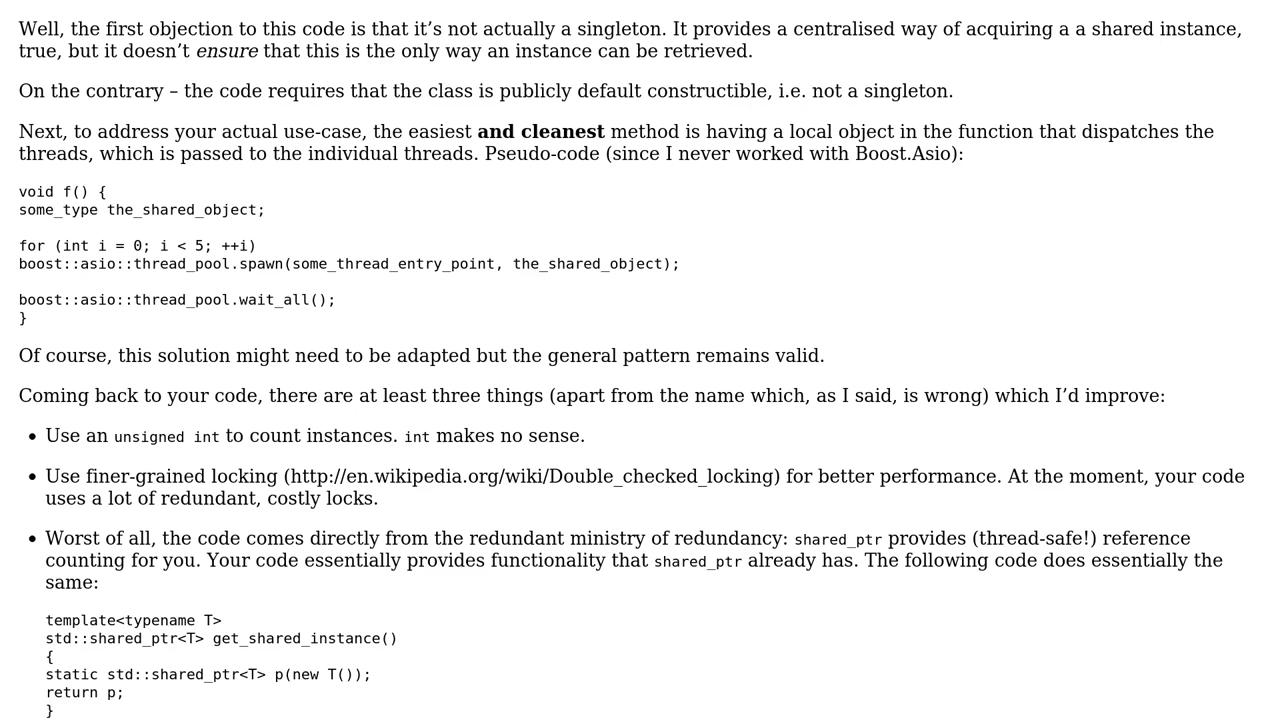 Well, the first objection to this code is that it’s not actually a singleton. It provides a centralised way of acquiring a a shared instance,
true, but it doesn’t ensure that this is the only way an instance can be retrieved.
On the contrary – the code requires that the class is publicly default constructible, i.e. not a singleton.
Next, to address your actual use-case, the easiest and cleanest method is having a local object in the function that dispatches the
threads, which is passed to the individual threads. Pseudo-code (since I never worked with Boost.Asio):
void f() {
some_type the_shared_object;
for (int i = 0; i < 5; ++i)
boost::asio::thread_pool.spawn(some_thread_entry_point, the_shared_object);
boost::asio::thread_pool.wait_all();
}
Of course, this solution might need to be adapted but the general pattern remains valid.
Coming back to your code, there are at least three things (apart from the name which, as I said, is wrong) which I’d improve:
• Use an unsigned int to count instances. int makes no sense.
• Use finer-grained locking (http://en.wikipedia.org/wiki/Double_checked_locking) for better performance. At the moment, your code
uses a lot of redundant, costly locks.
• Worst of all, the code comes directly from the redundant ministry of redundancy: shared_ptr provides (thread-safe!) reference
counting for you. Your code essentially provides functionality that shared_ptr already has. The following code does essentially the
same:
template<typename T>
std::shared_ptr<T> get_shared_instance()
{
static std::shared_ptr<T> p(new T());
return p;
}